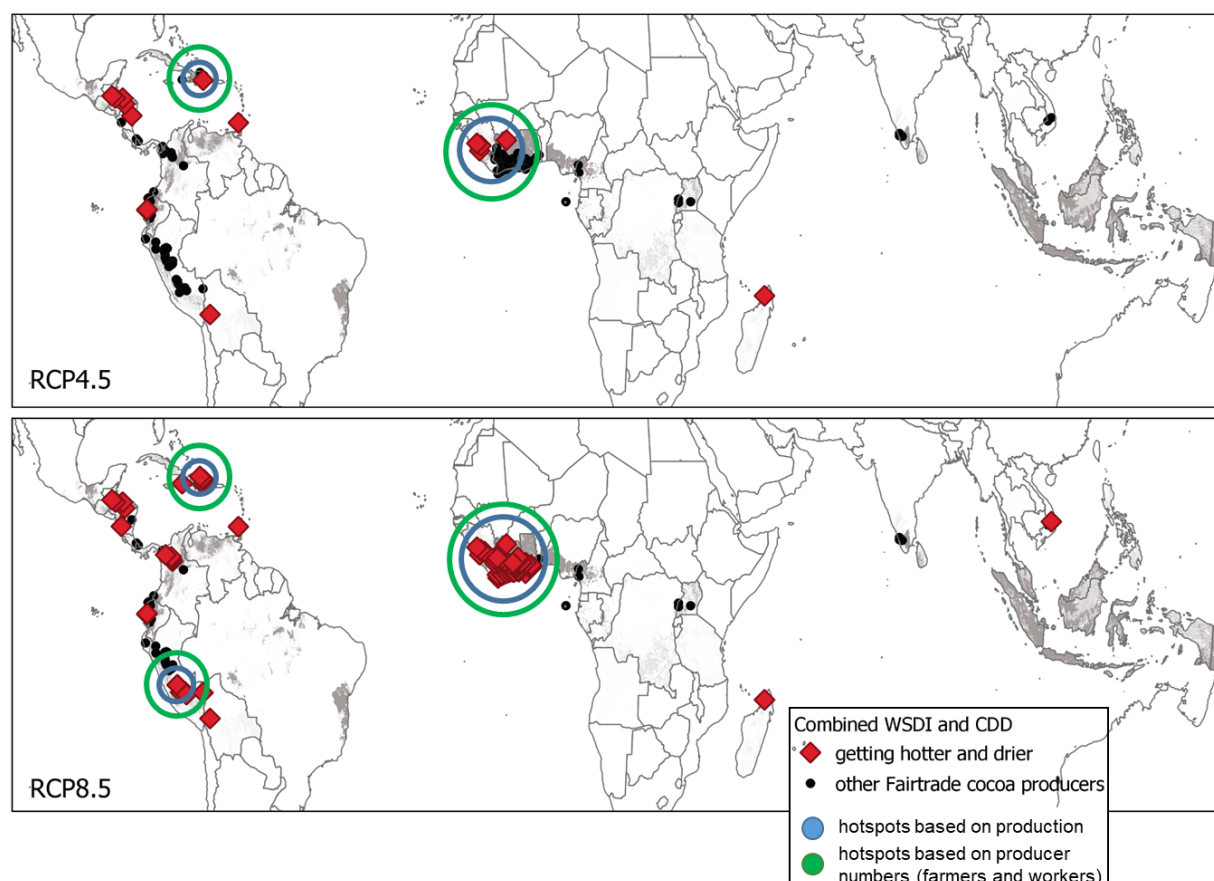 RCP4.5
RCP8.5
Combined WSDI and CDD
getting hotter and drier
other Fairtrade cocoa producers
hotspots based on production
hotspots based on producer
numbers (farmers and workers)